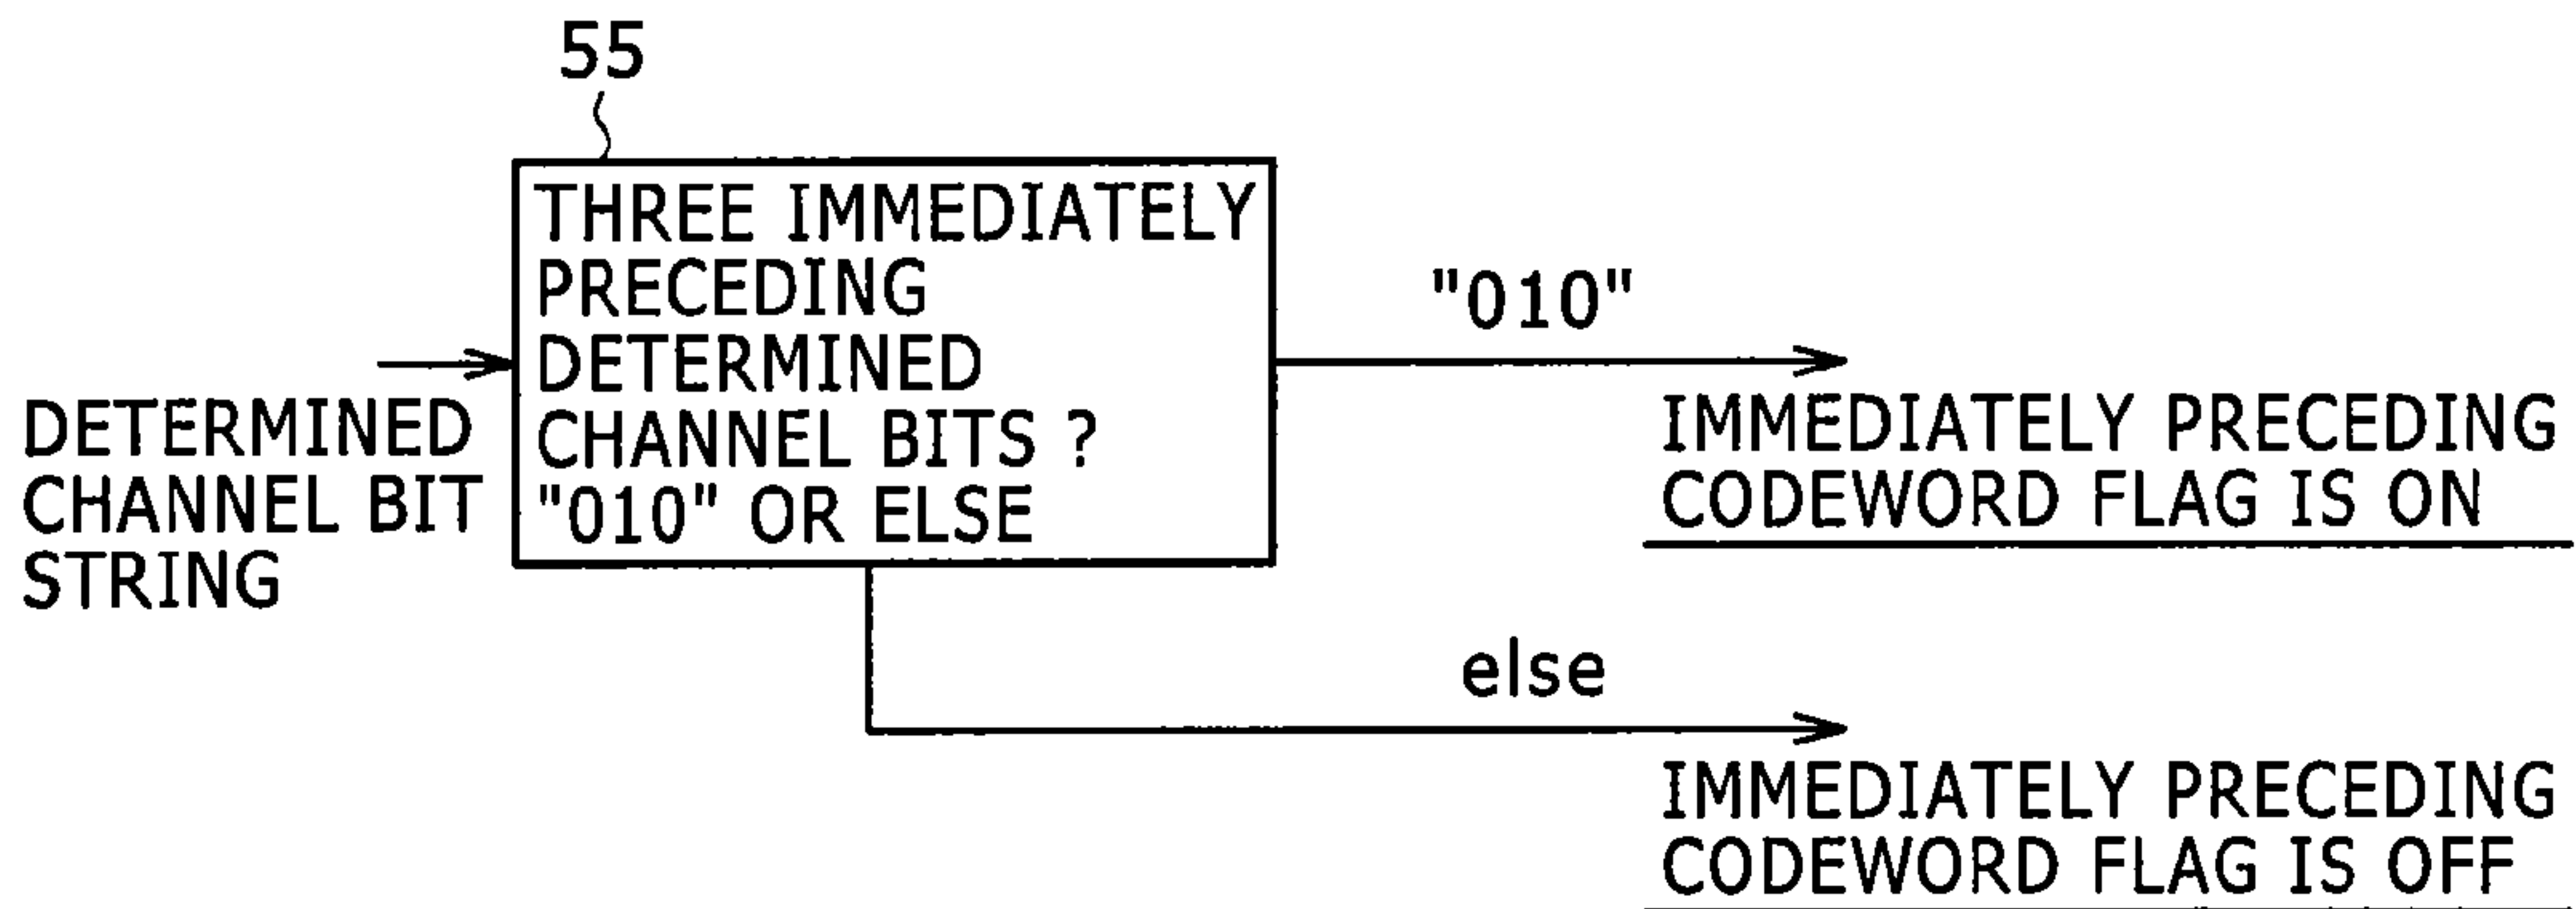 55
THREE IMMEDIATELY
PRECEDING
DETERMINED
CHANNEL BITS ?
"010" OR ELSE
DETERMINED
CHANNEL BIT
STRING
"010"
IMMEDIATELY PRECEDING
CODEWORD FLAG IS ON
else
IMMEDIATELY PRECEDING
CODEWORD FLAG IS OFF